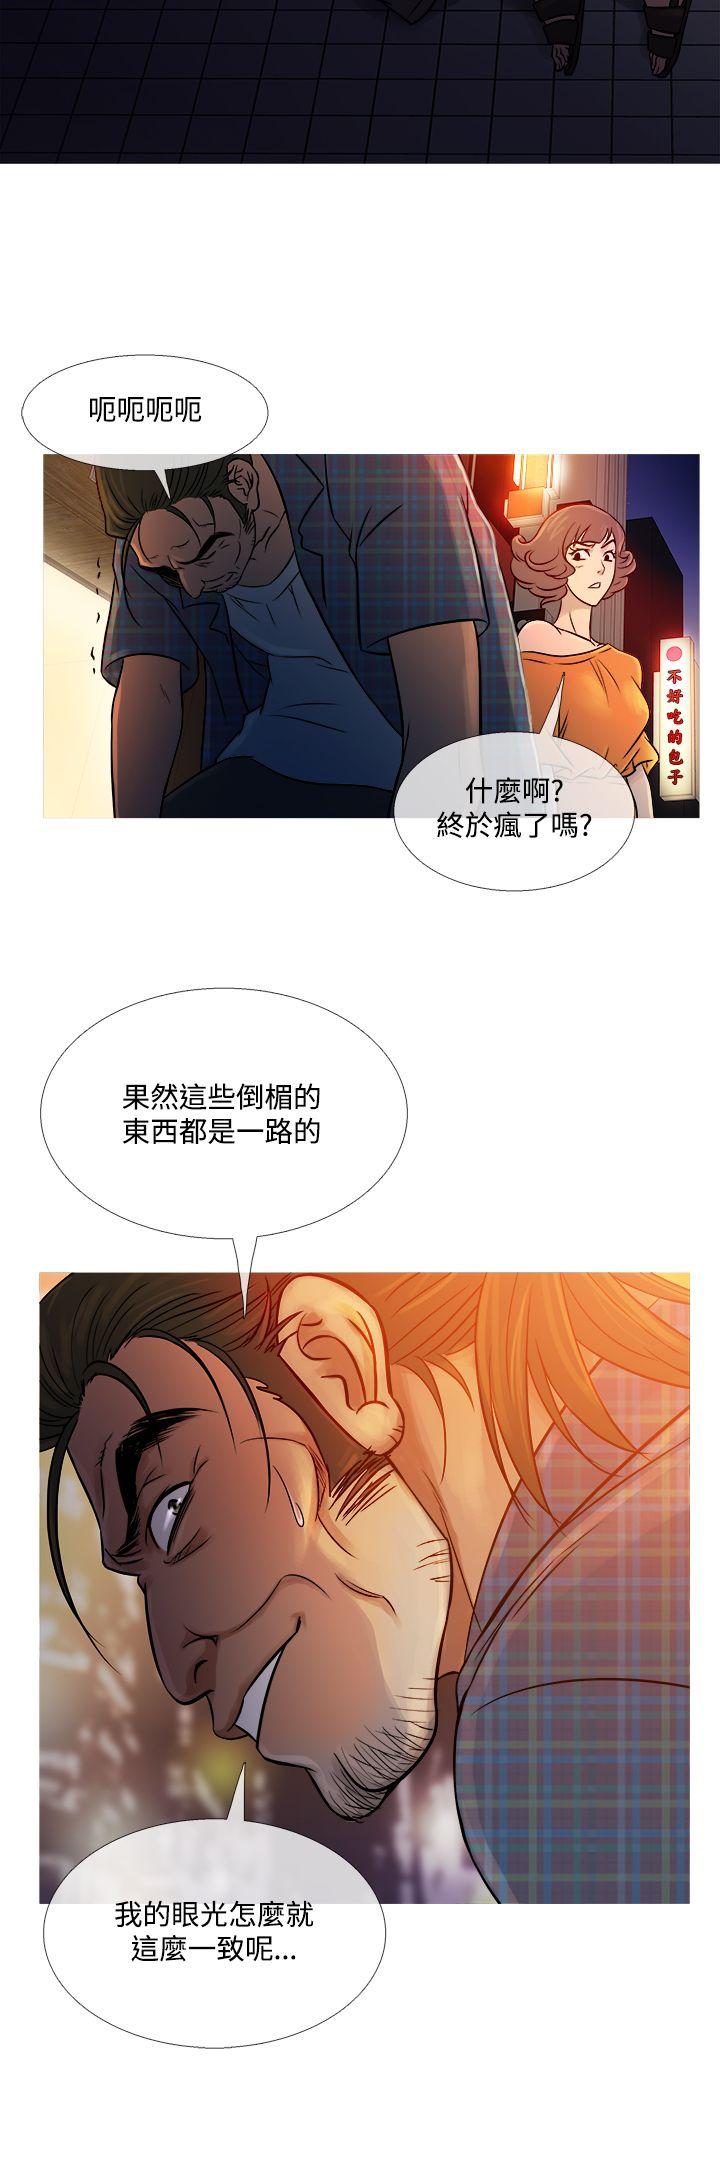 呃呃呃呃
不好吃的包子
什麼啊?
終於瘋了嗎?
果然這些倒楣的
東西都是一路的
我的眼光怎麼就
這麼一致呢...